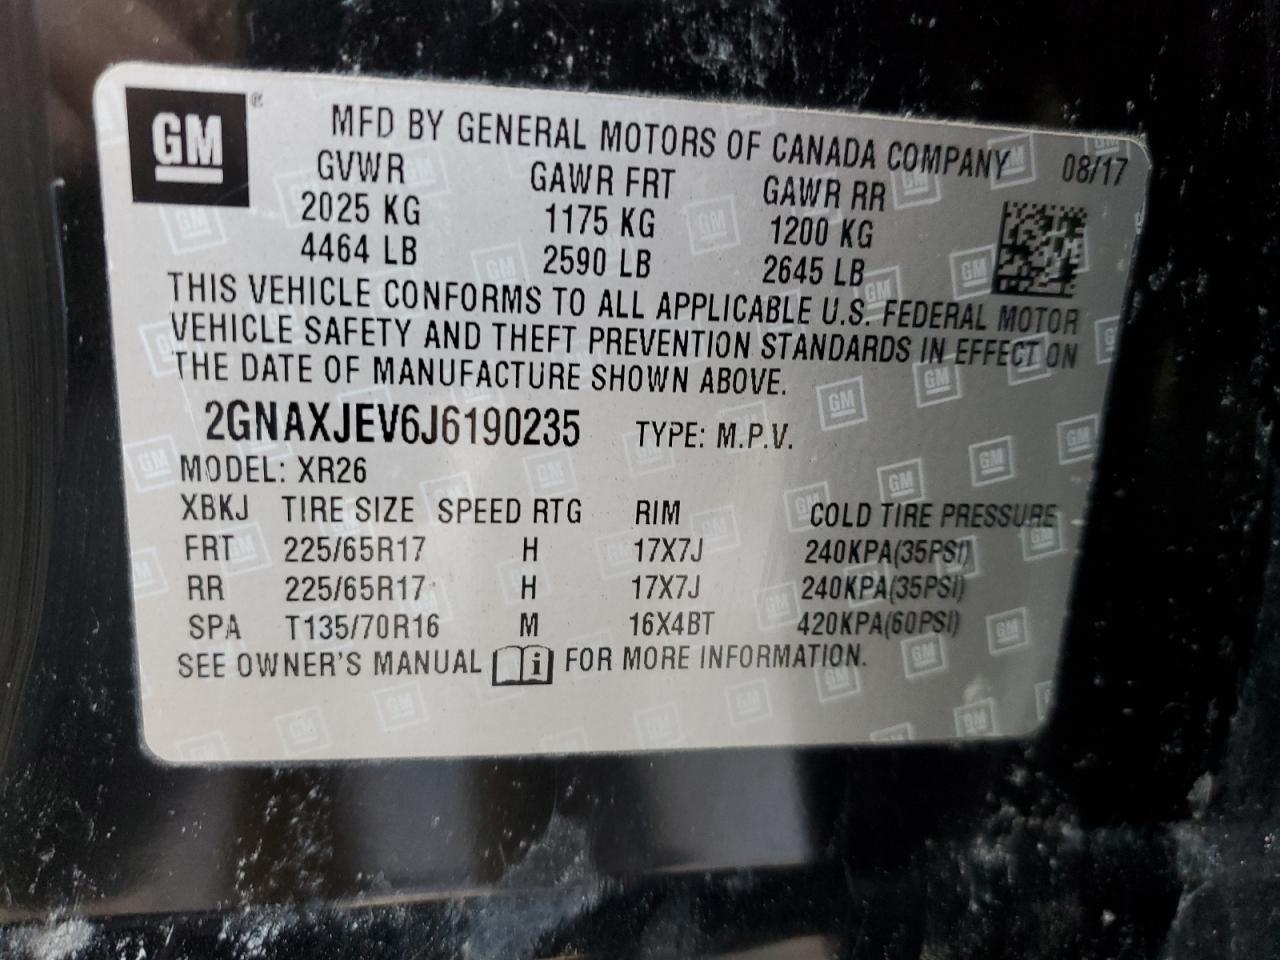 GM
MFD BY GENERAL MOTORS OF CANADA COMPANY 08/17
GVWR GAWR FRT GAWR RR
2025 KG 1175 KG 1200 KG
4464 LB 2590 LB 2645 LB
THIS VEHICLE CONFORMS TO ALL APPLICABLE U.S. FEDERAL MOTOR
VEHICLE SAFETY AND THEFT PREVENTION STANDARDS IN EFFECT ON
THE DATE OF MANUFACTURE SHOWN ABOVE.
2GNAXJEV6J6190235 TYPE: M.P.V.
MODEL: XR26
XBKJ TIRE SIZE SPEED RTG RIM COLD TIRE PRESSURE
FRT 225/65R17 H 17X7J 240KPA(35PSI)
RR 225/65R17 H 17X7J 240KPA(35PSI)
SPA T135/70R16 M 16X4BT 420KPA(60PSI)
SEE OWNER'S MANUAL i FOR MORE INFORMATION.